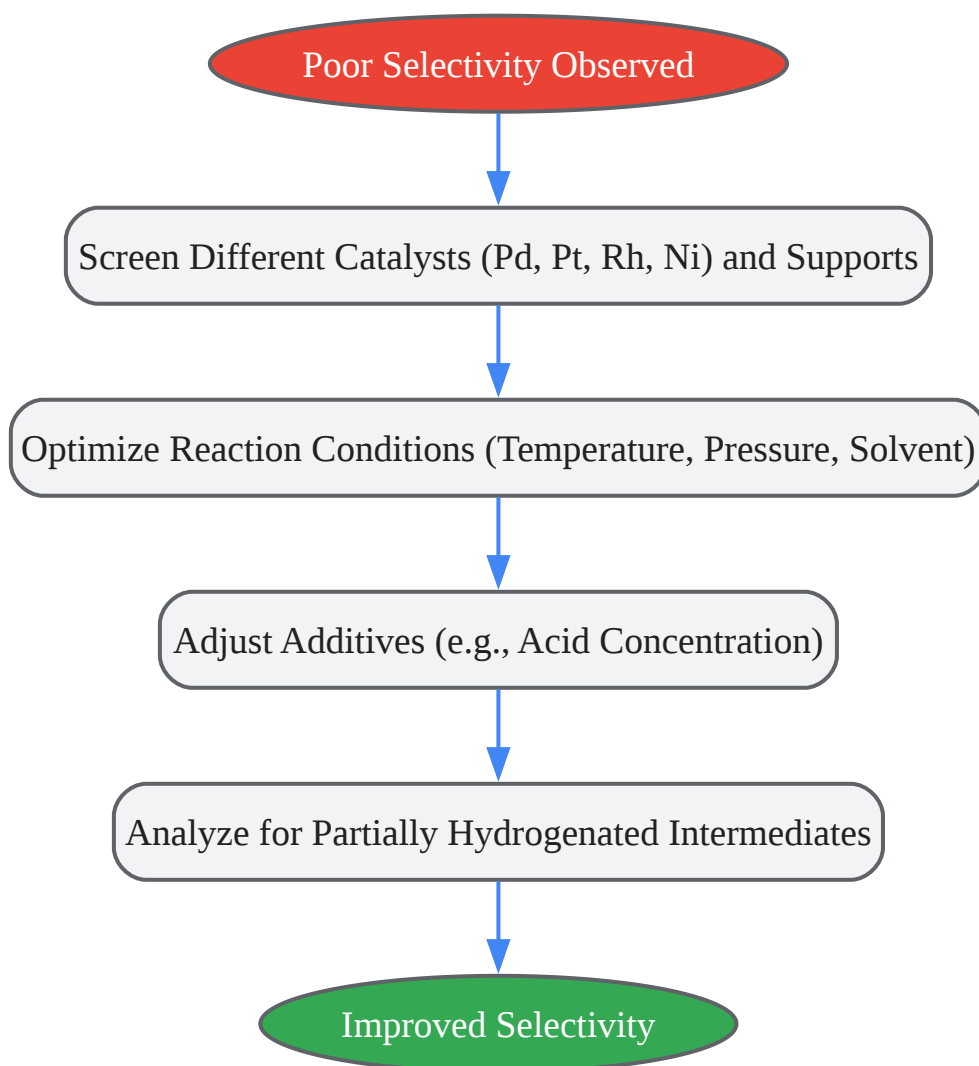 Poor Selectivity Observed
Screen Different Catalysts (Pd, Pt, Rh, Ni) and Supports
Optimize Reaction Conditions (Temperature, Pressure, Solvent)
Adjust Additives (e.g., Acid Concentration)
Analyze for Partially Hydrogenated Intermediates
Improved Selectivity